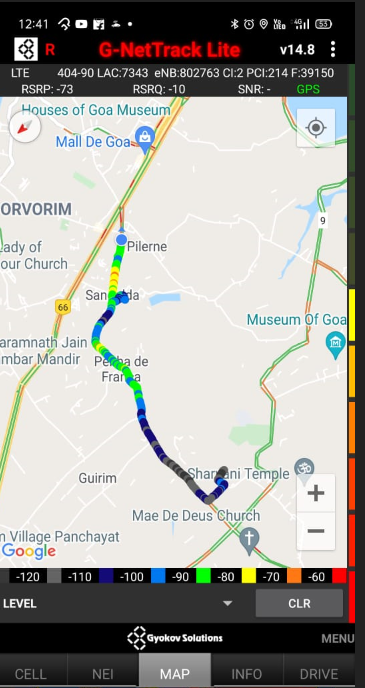 12:41
4G
53
R G-NetTrack Lite v14.8
LTE 404-90 LAC:7343 eNB:802763 CI:2 PCI:214 F:39150
RSRP: -73 RSRQ: -10 SNR: - GPS
Houses of Goa Museum
Mall De Goa
ORVORIM
9
ady of
our Church
Pilerne
66
Museum Of Goa
aramnath Jain
mbar Mandir
Penha de
França
Guirim
Shantani Temple
Mae De Deus Church
n Village Panchayat
Google
+
−
-120 -110 -100 -90 -80 -70 -60
LEVEL CLR
Gyokov Solutions MENU
CELL NEI MAP INFO DRIVE